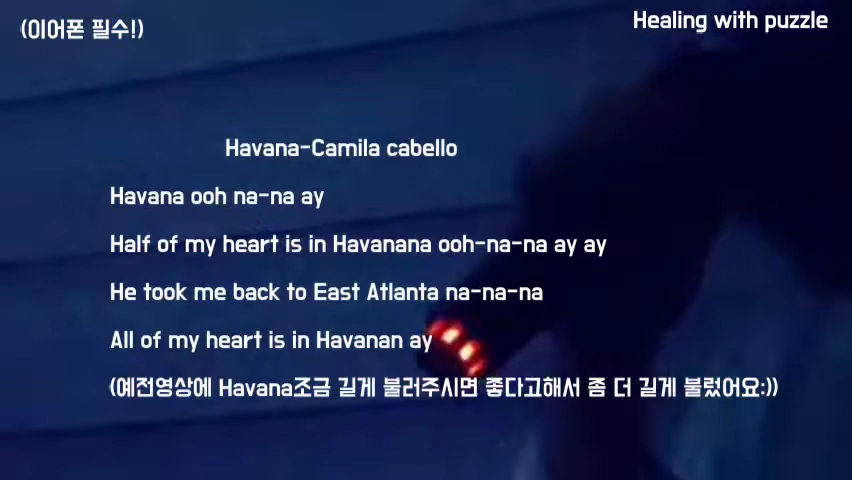 (이어폰 필수!)
Healing with puzzle
Havana-Camila cabello
Havana ooh na-na ay
Half of my heart is in Havanana ooh-na-na ay ay
He took me back to East Atlanta na-na-na
All of my heart is in Havanan ay
(예전영상에 Havana조금 길게 불러주시면 좋다고해서 좀 더 길게 불렀어요:))